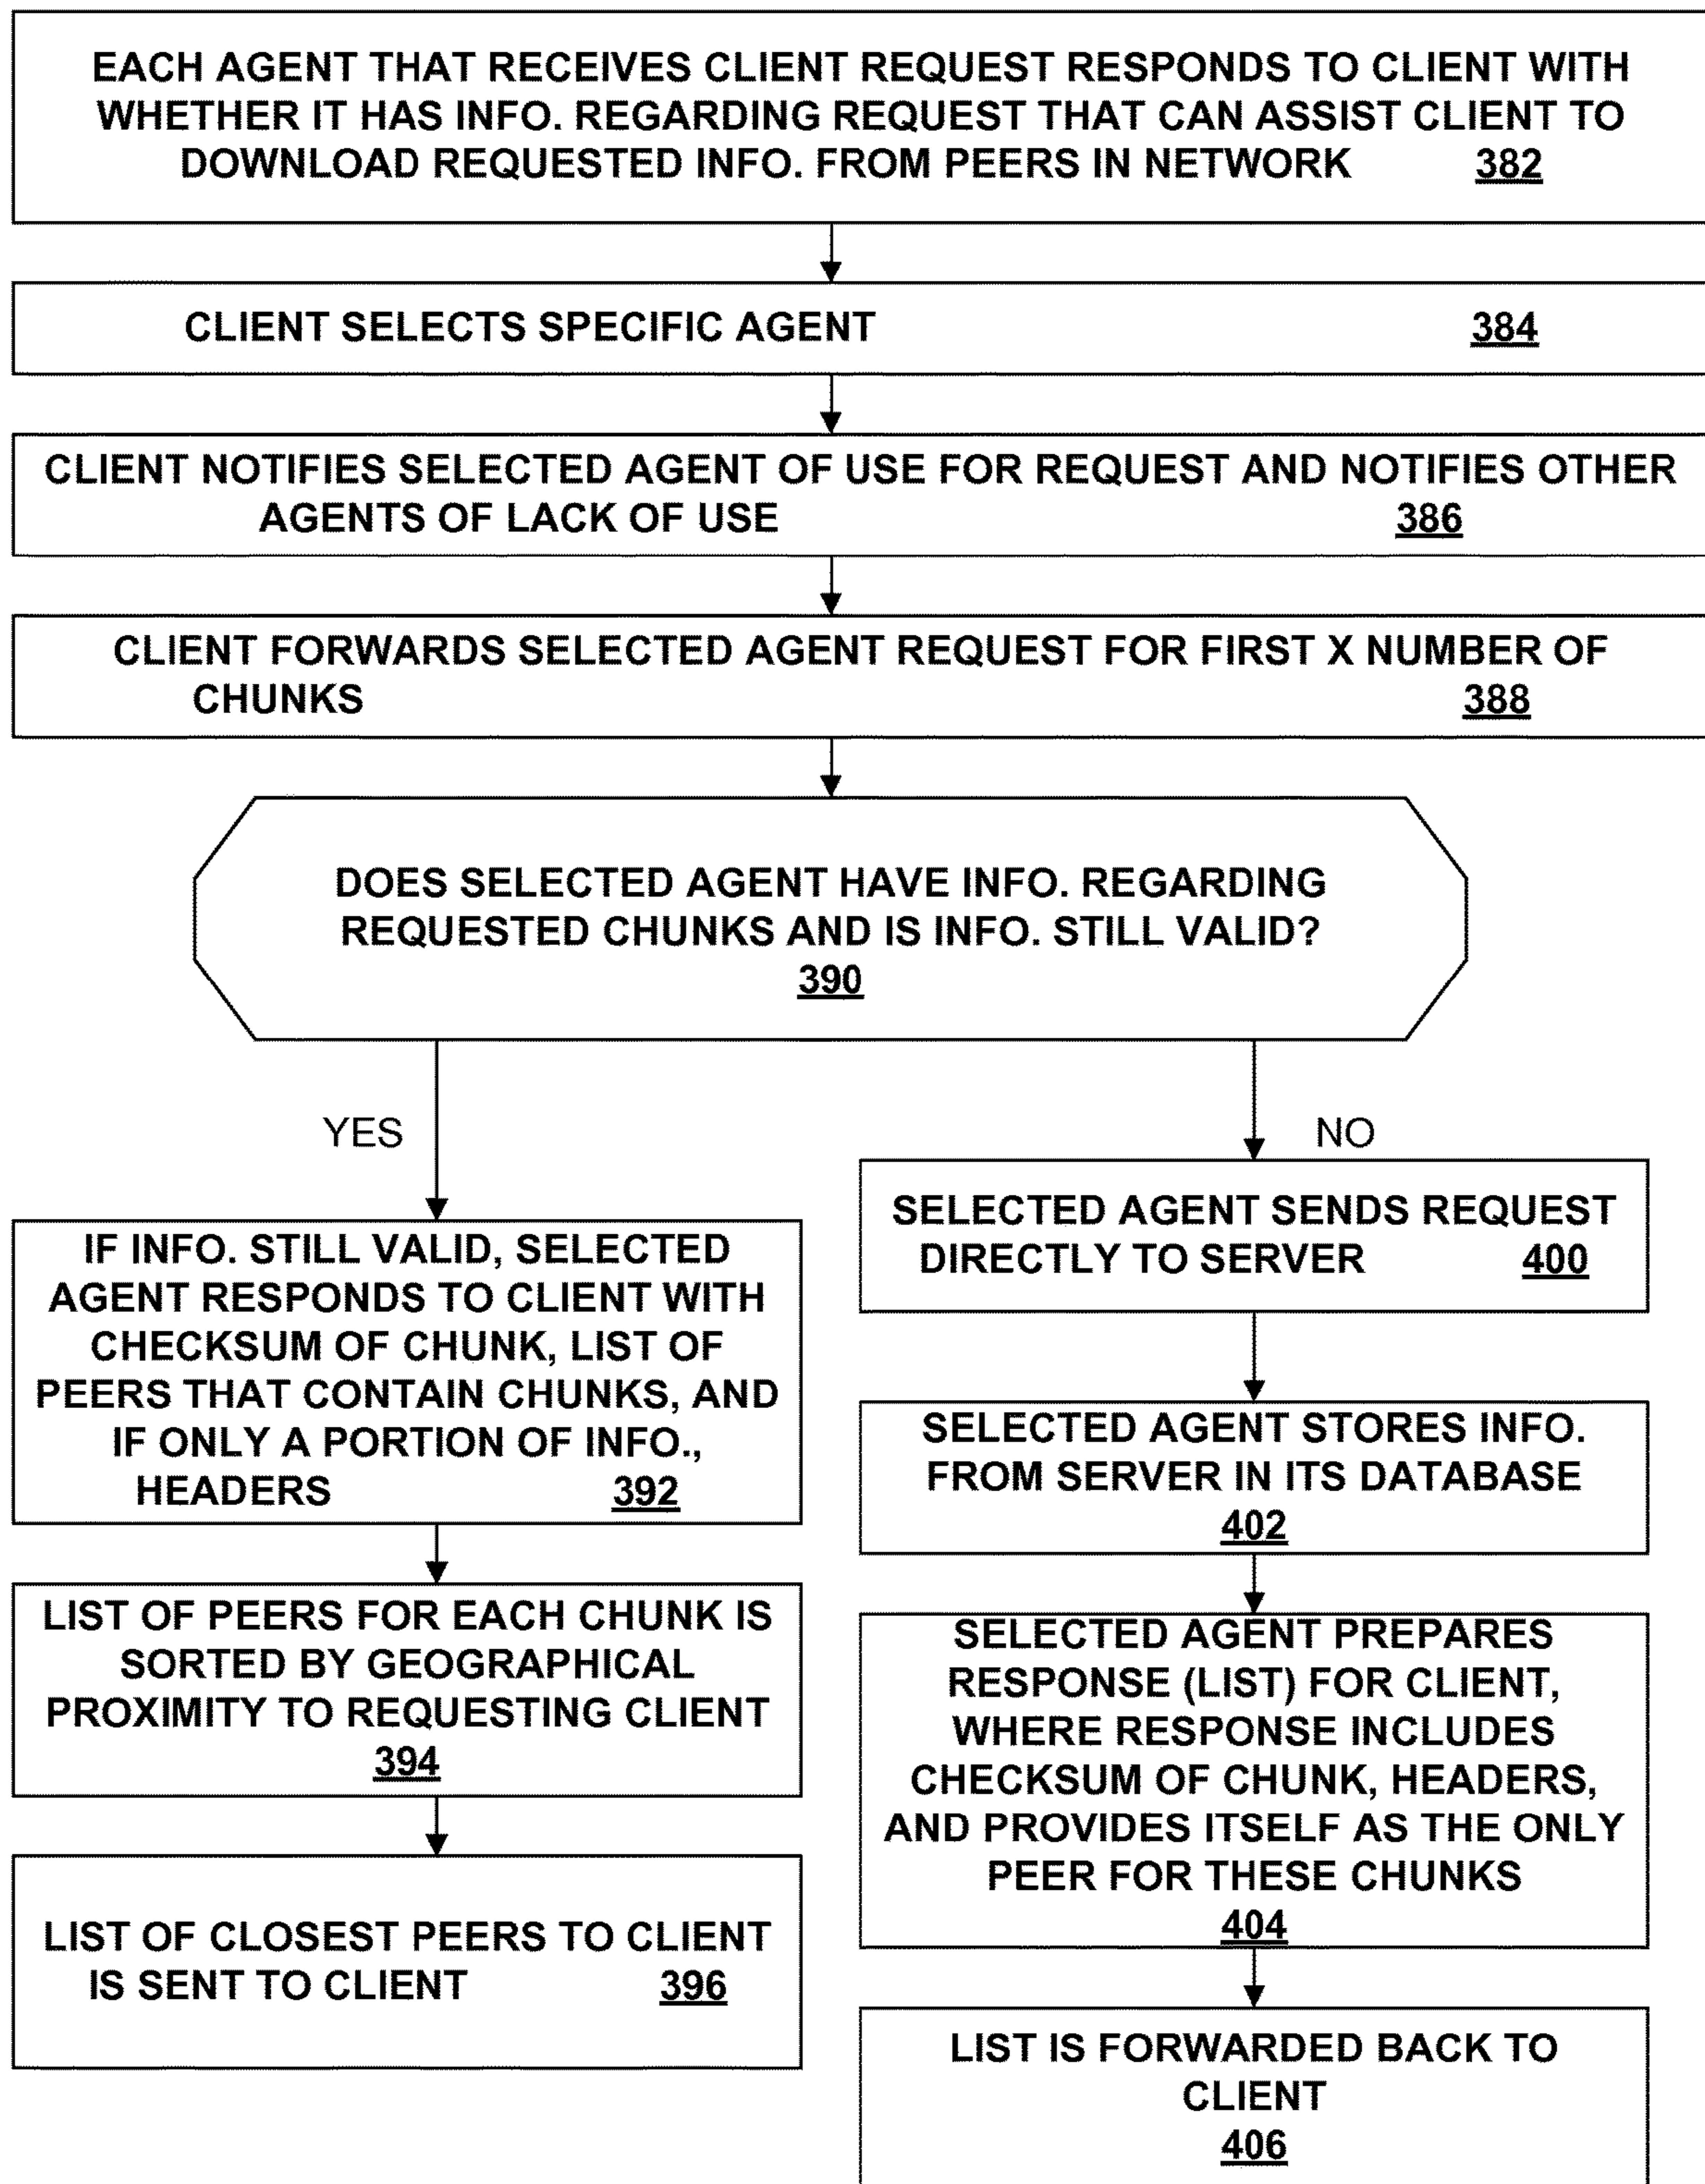 EACH AGENT THAT RECEIVES CLIENT REQUEST RESPONDS TO CLIENT WITH
WHETHER IT HAS INFO. REGARDING REQUEST THAT CAN ASSIST CLIENT TO
DOWNLOAD REQUESTED INFO. FROM PEERS IN NETWORK 382
CLIENT SELECTS SPECIFIC AGENT 384
CLIENT NOTIFIES SELECTED AGENT OF USE FOR REQUEST AND NOTIFIES OTHER
AGENTS OF LACK OF USE 386
CLIENT FORWARDS SELECTED AGENT REQUEST FOR FIRST X NUMBER OF
CHUNKS 388
DOES SELECTED AGENT HAVE INFO. REGARDING
REQUESTED CHUNKS AND IS INFO. STILL VALID?
390
YES
IF INFO. STILL VALID, SELECTED
AGENT RESPONDS TO CLIENT WITH
CHECKSUM OF CHUNK, LIST OF
PEERS THAT CONTAIN CHUNKS, AND
IF ONLY A PORTION OF INFO.,
HEADERS 392
LIST OF PEERS FOR EACH CHUNK IS
SORTED BY GEOGRAPHICAL
PROXIMITY TO REQUESTING CLIENT
394
LIST OF CLOSEST PEERS TO CLIENT
IS SENT TO CLIENT 396
NO
SELECTED AGENT SENDS REQUEST
DIRECTLY TO SERVER 400
SELECTED AGENT STORES INFO.
FROM SERVER IN ITS DATABASE
402
SELECTED AGENT PREPARES
RESPONSE (LIST) FOR CLIENT,
WHERE RESPONSE INCLUDES
CHECKSUM OF CHUNK, HEADERS,
AND PROVIDES ITSELF AS THE ONLY
PEER FOR THESE CHUNKS
404
LIST IS FORWARDED BACK TO
CLIENT
406